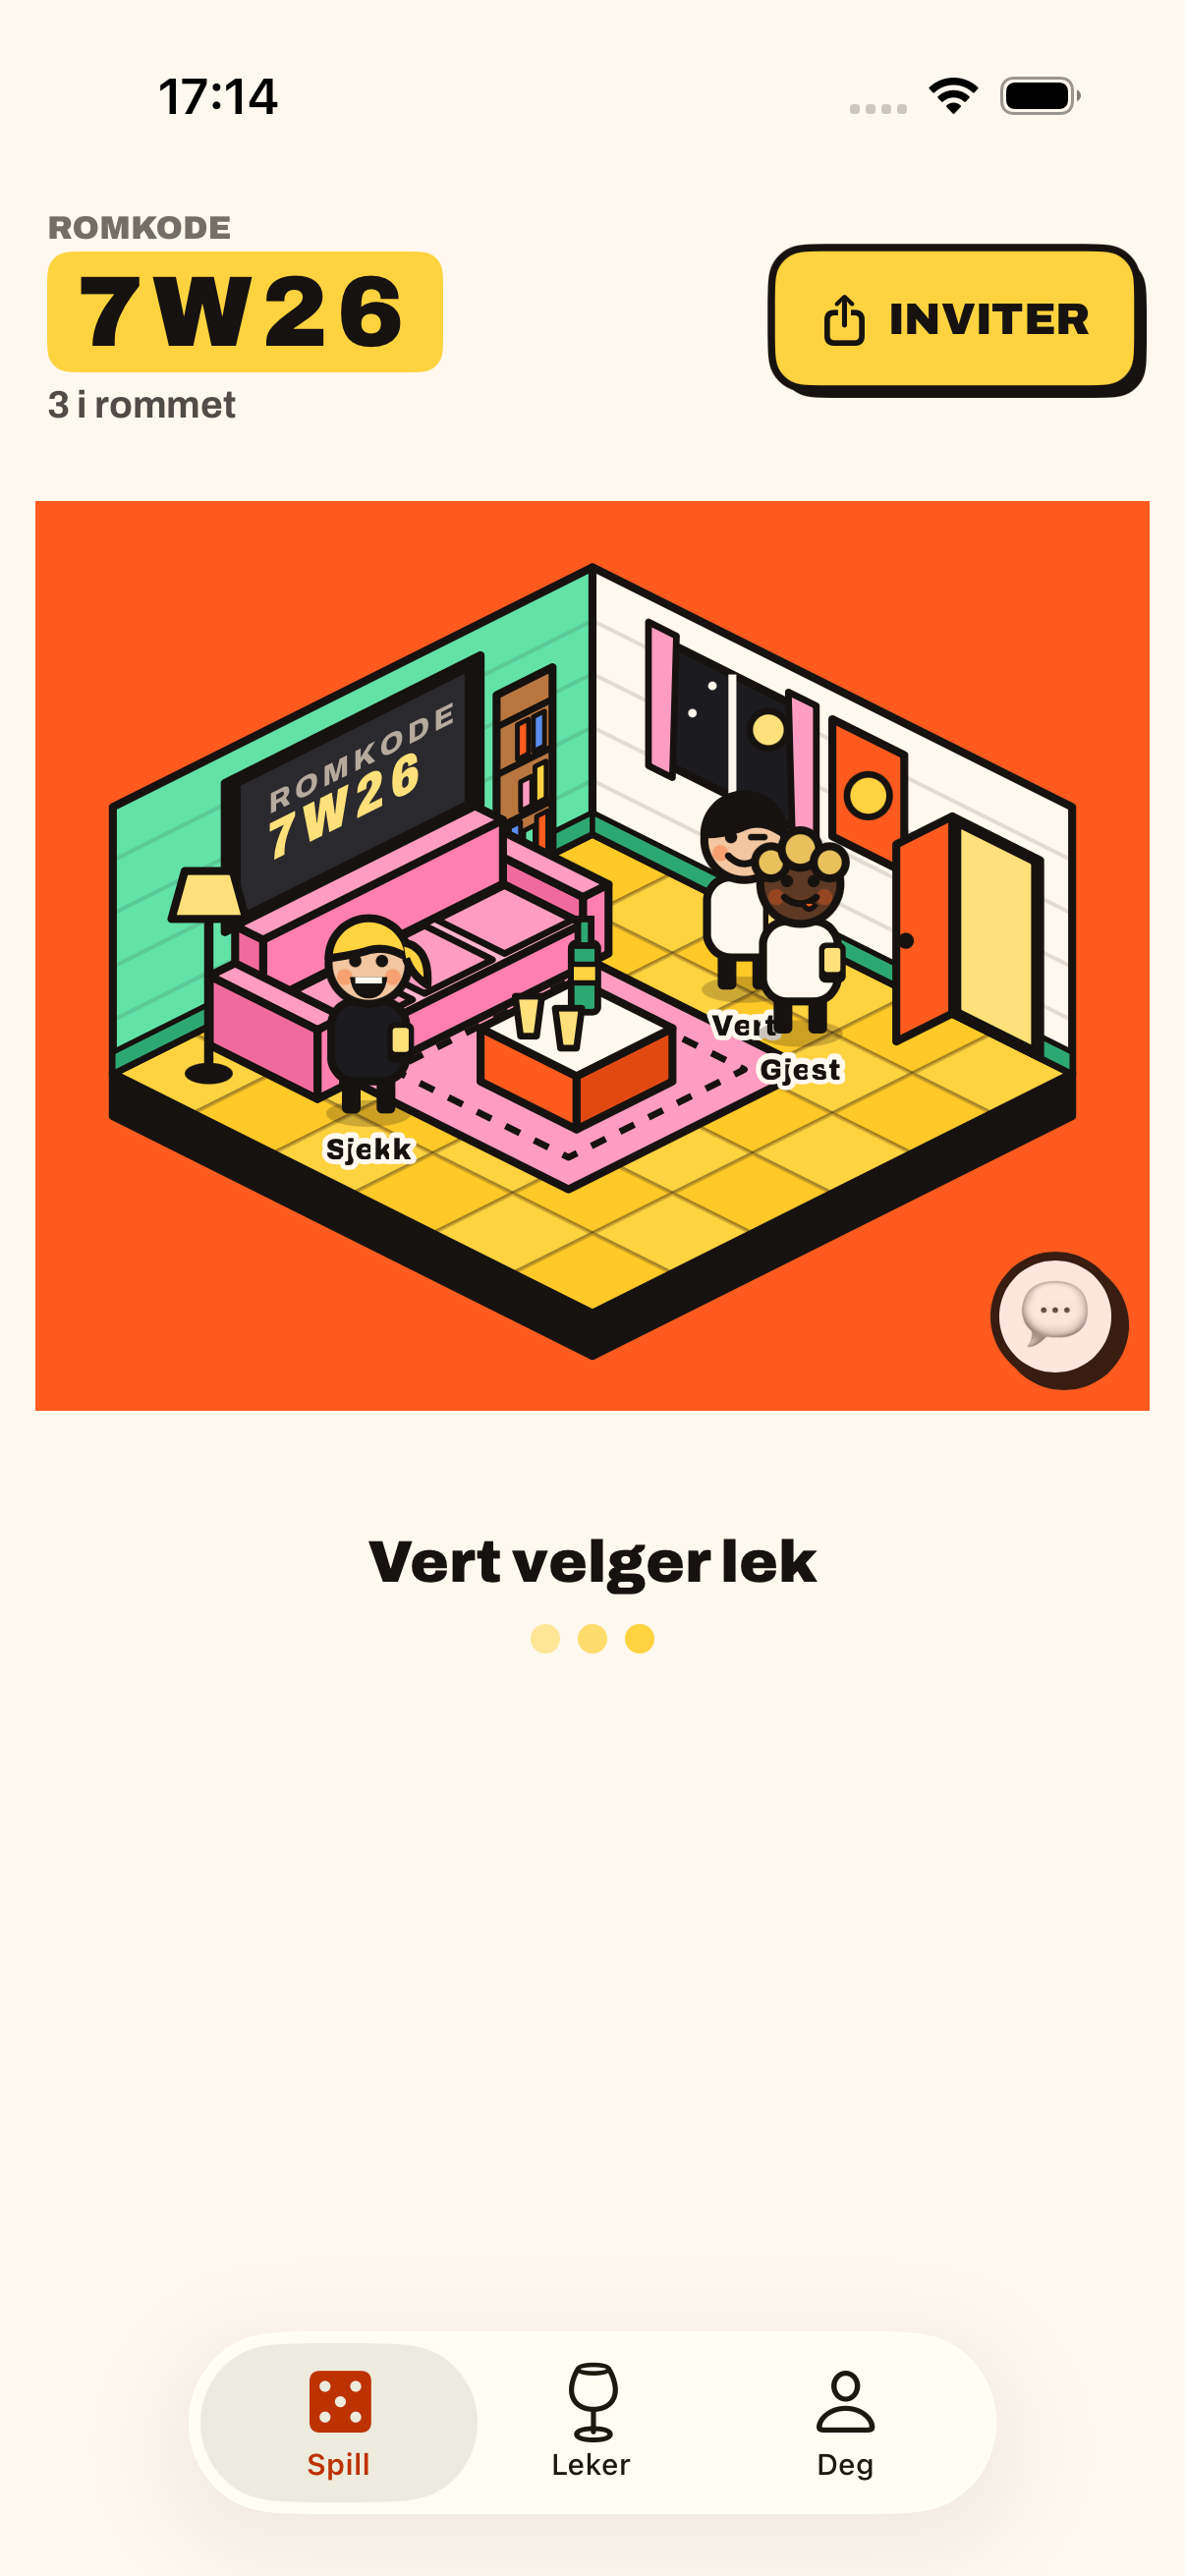 17:14
ROMKODE
7W26
3 i rommet
INVITER
ROMKODE
7W26
Vert
Gjest
Sjekk
Vert velger lek
Spill
Leker
Deg